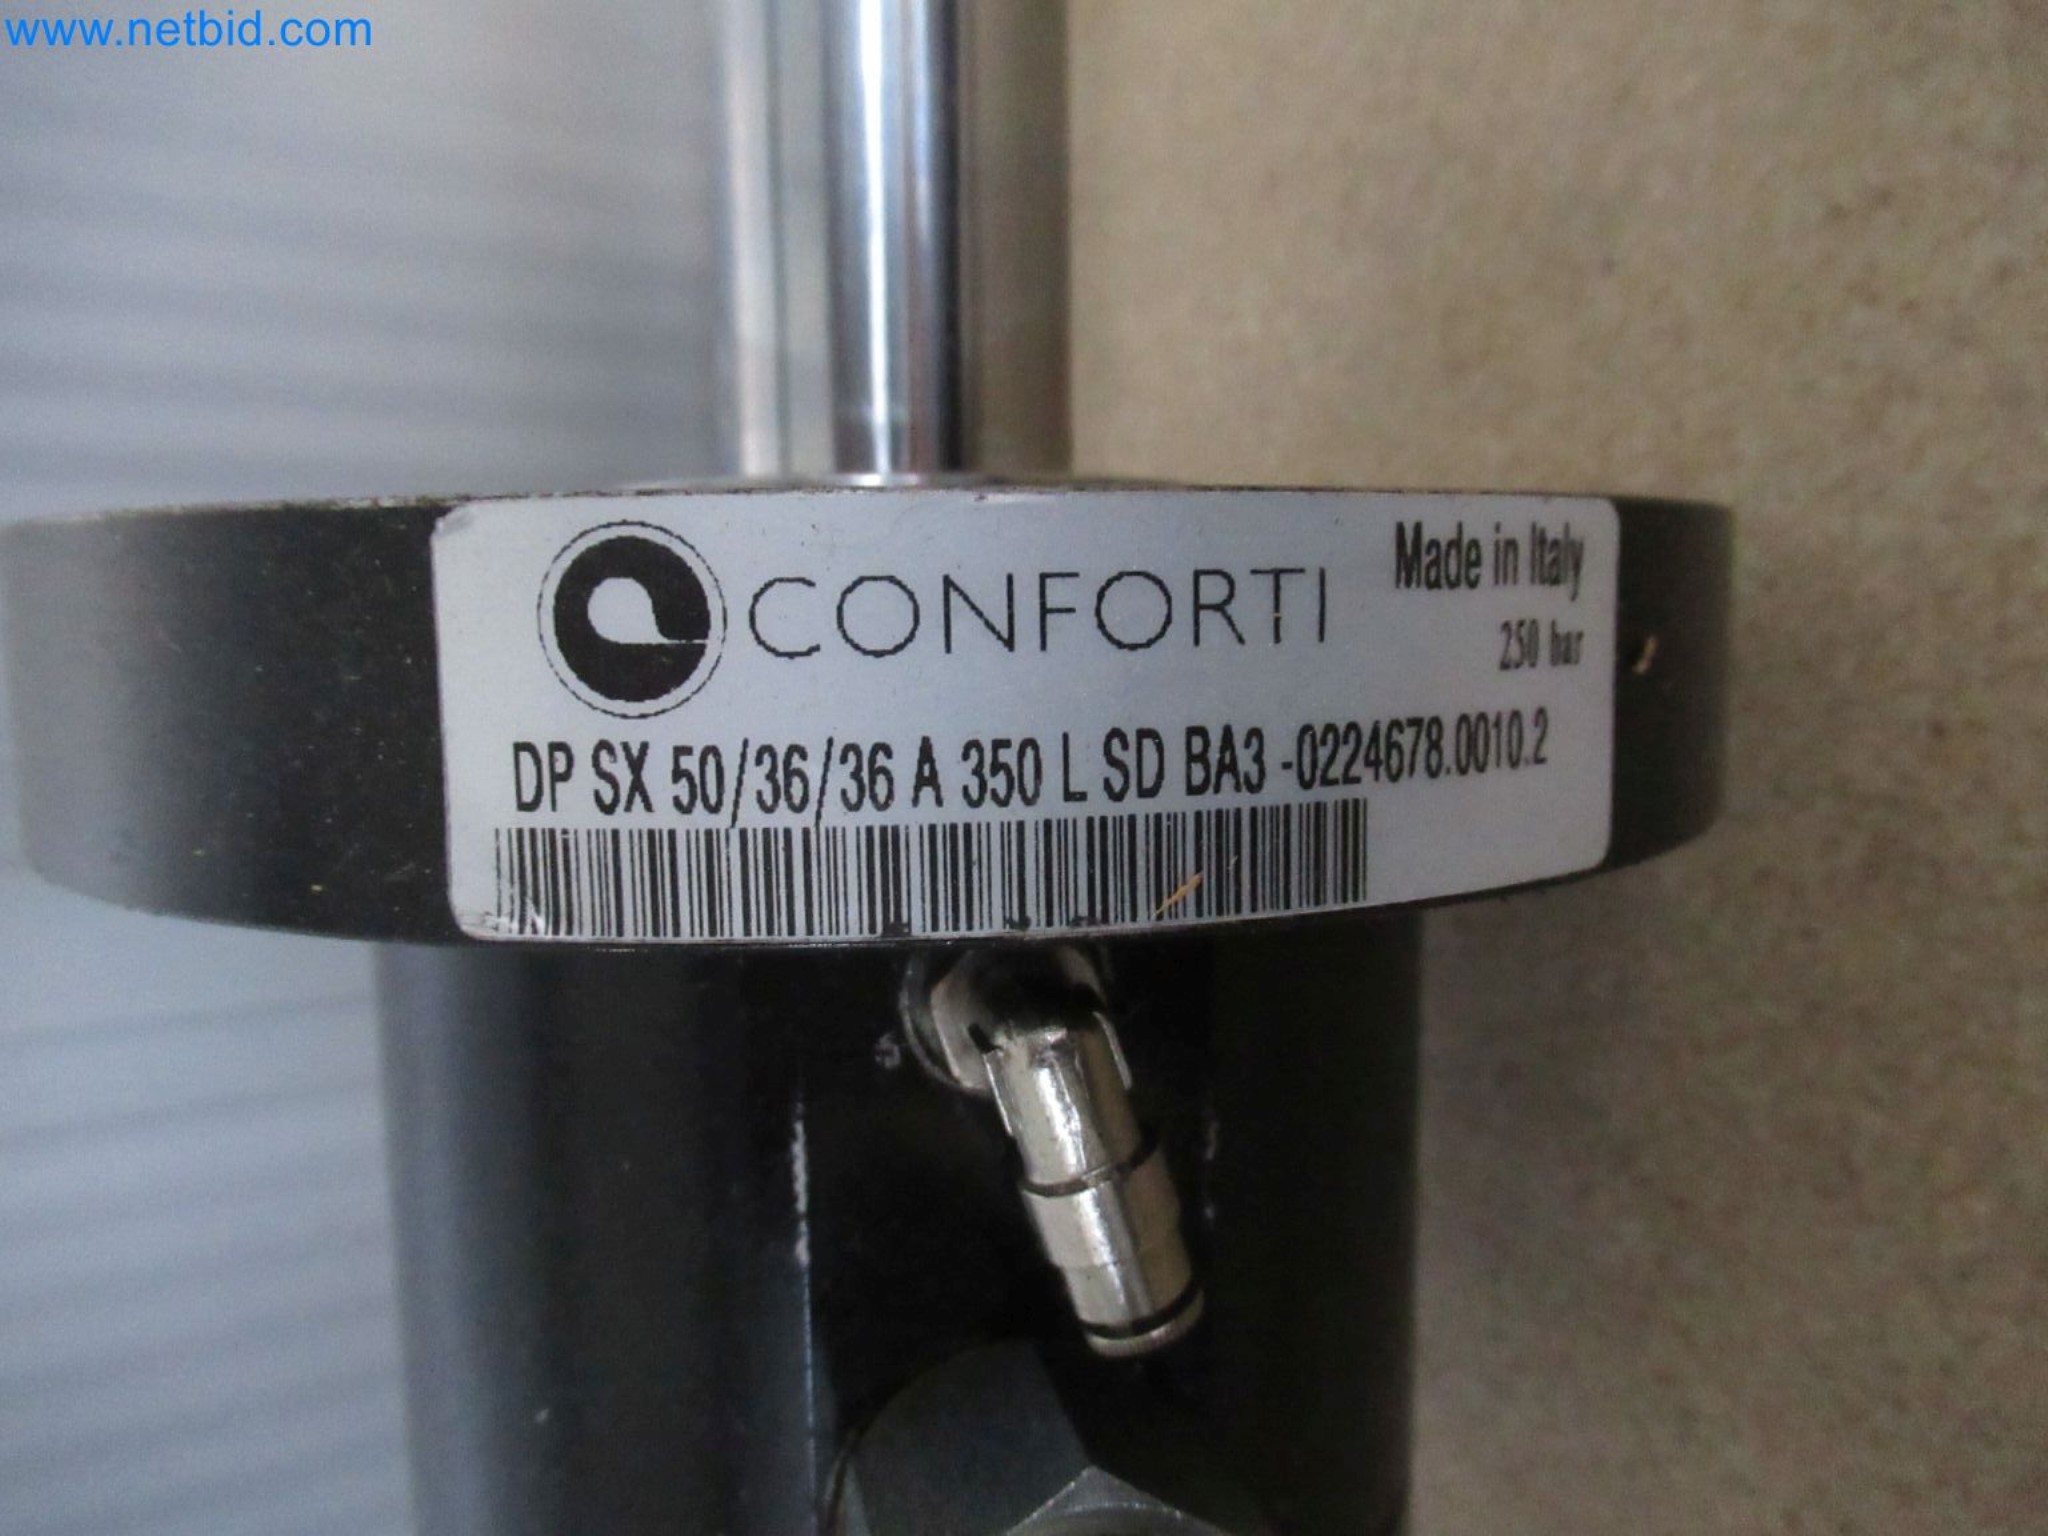 www.netbid.com
CONFORTI
Made in Italy
250 bar
DP SX 50/36/36 A 350 L SD BA3 -0224678.0010.2